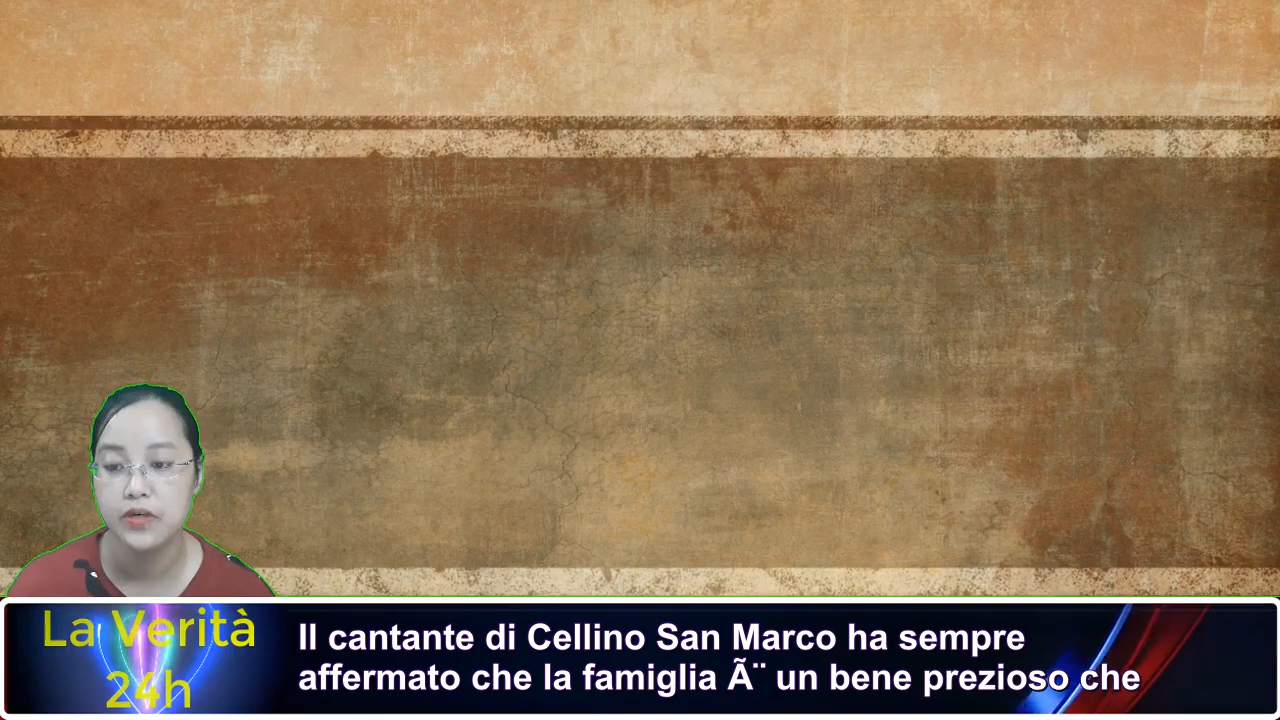 La Verità
24h
Il cantante di Cellino San Marco ha sempre
affermato che la famiglia Ã¨ un bene prezioso che